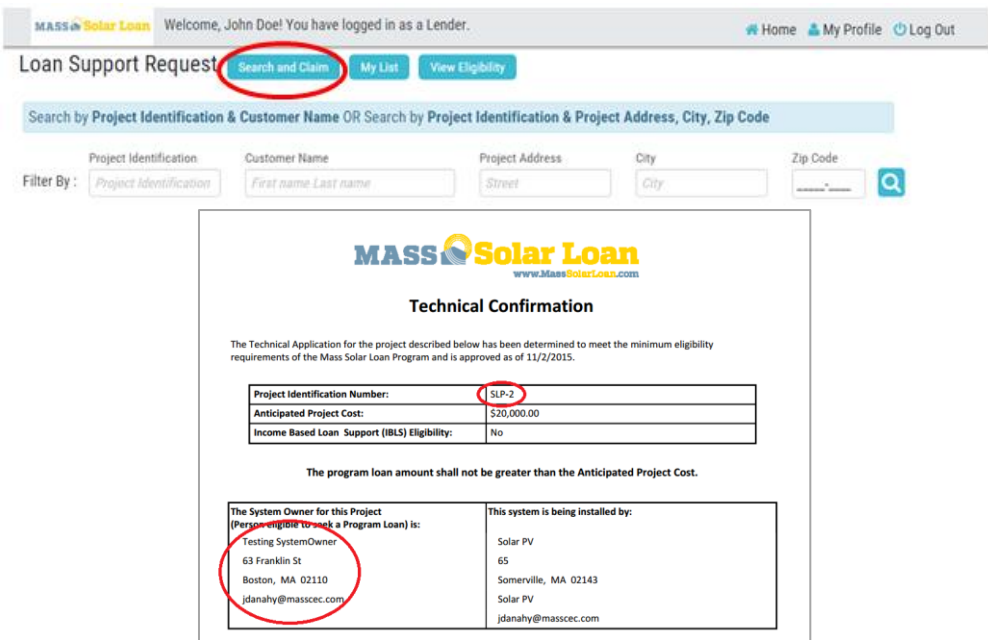 MASS Solar Loan Welcome, John Doe! You have logged in as a Lender. Home My Profile Log Out
Loan Support Request Search and Claim My List View Eligibility
Search by Project Identification & Customer Name OR Search by Project Identification & Project Address, City, Zip Code
Project Identification Customer Name Project Address City Zip Code
Filter By : Project Identification First name Last name Street City _____-____
MASS Solar Loan
www.MassSolarLoan.com
Technical Confirmation
The Technical Application for the project described below has been determined to meet the minimum eligibility
requirements of the Mass Solar Loan Program and is approved as of 11/2/2015.
Project Identification Number: SLP-2
Anticipated Project Cost: $20,000.00
Income Based Loan Support (IBLS) Eligibility: No
The program loan amount shall not be greater than the Anticipated Project Cost.
The System Owner for this Project
(Person eligible to seek a Program Loan) is:
Testing SystemOwner
63 Franklin St
Boston, MA 02110
jdanahy@masscec.com
This system is being installed by:
Solar PV
65
Somerville, MA 02143
Solar PV
jdanahy@masscec.com